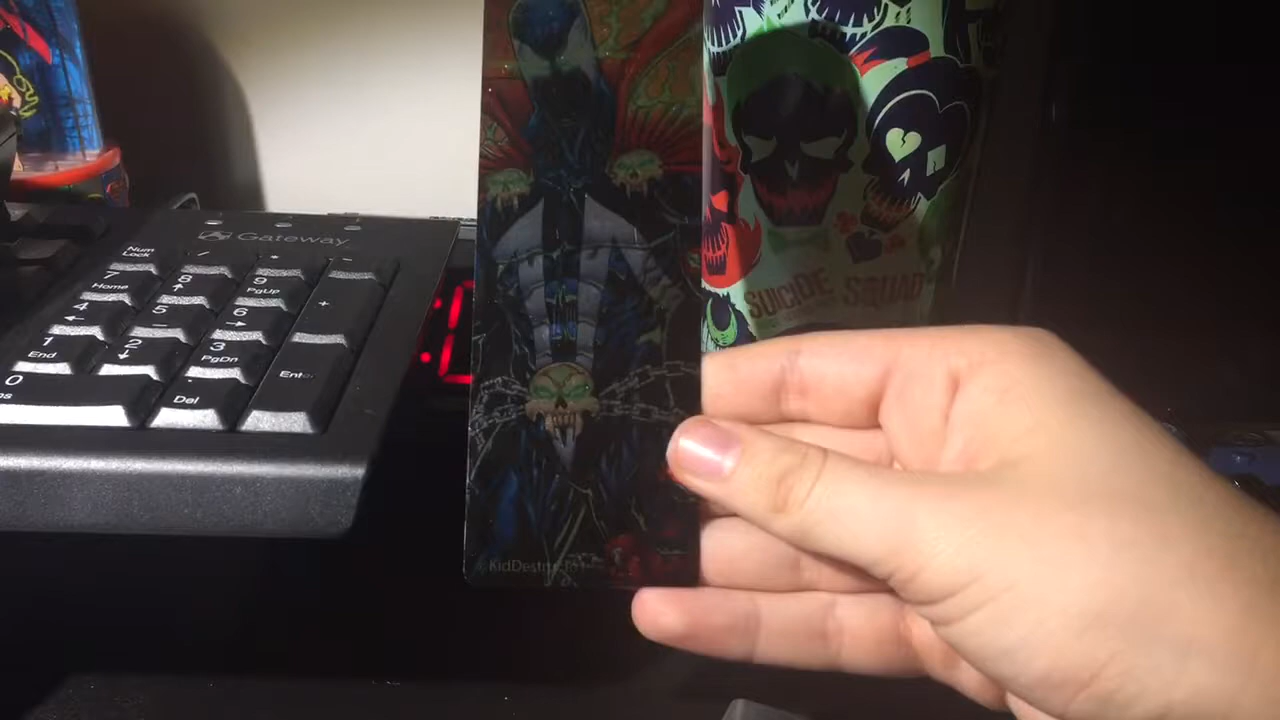 Gateway
Num
Lock
/
*
-
7
Home
8
↑
9
PgUp
+
4
←
5
6
→
1
End
2
↓
3
PgDn
0
Del
SUICIDE SQUAD